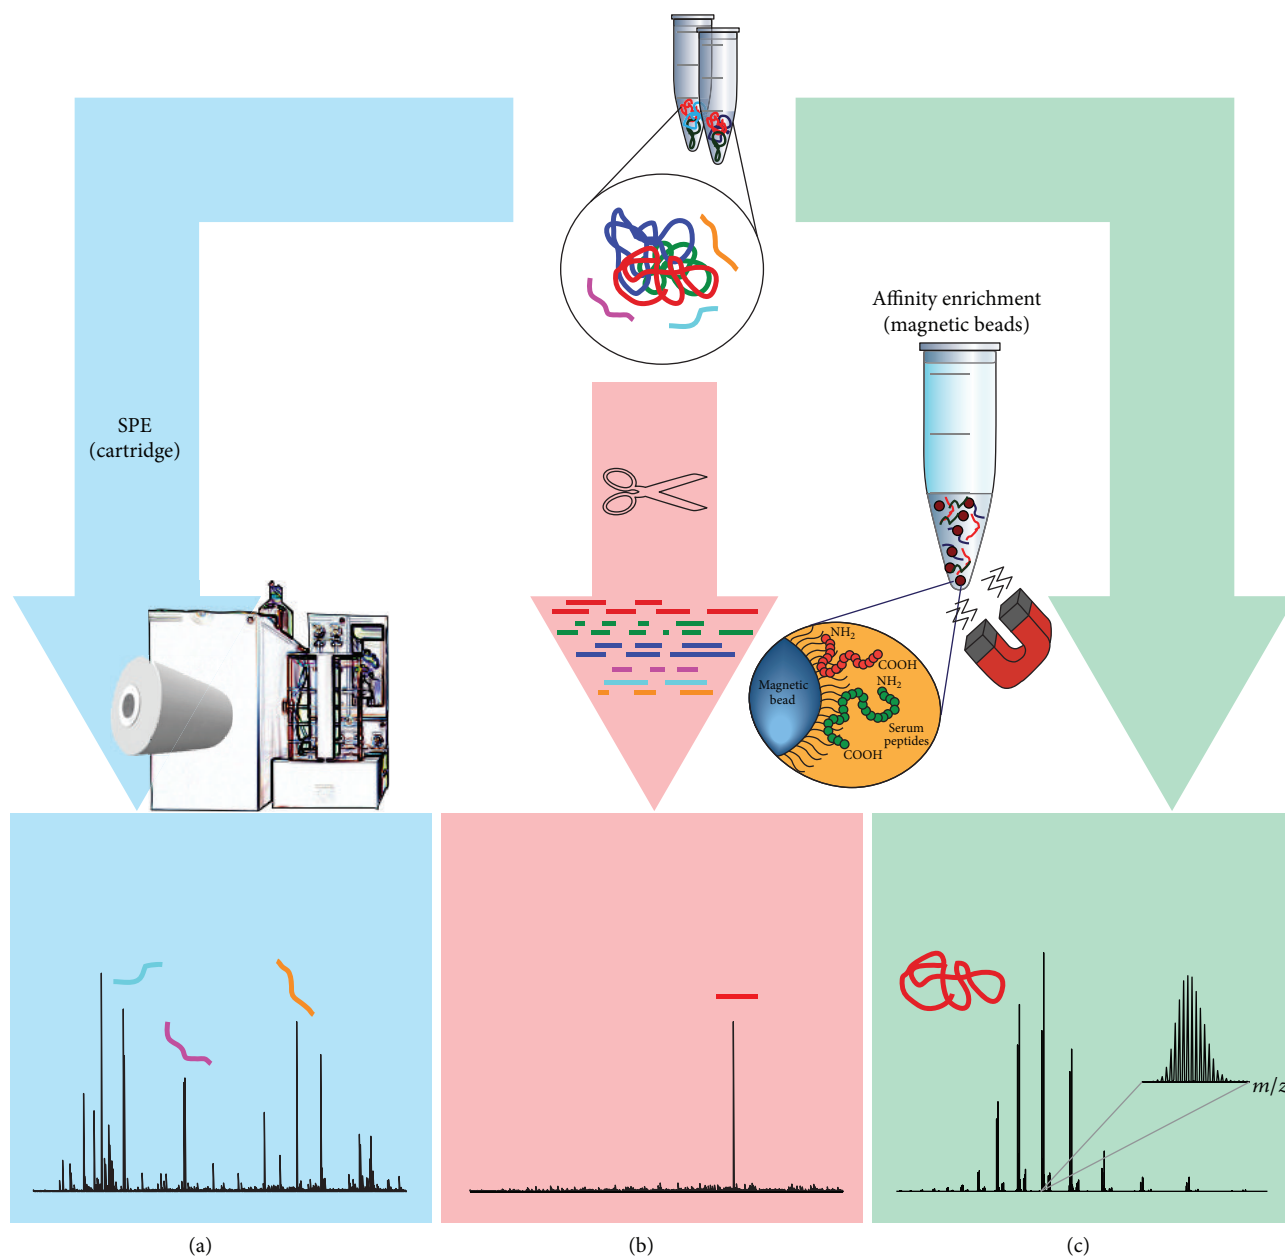 Affinity enrichment
(magnetic beads)
SPE
(cartridge)
NH₂
COOH
NH₂
Magnetic
bead
Serum
peptides
COOH
m/z
(a)
(b)
(c)